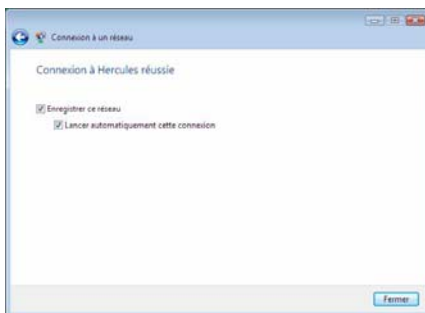 Connexion à un réseau
Connexion à Hercules réussie
Enregistrer ce réseau
Lancer automatiquement cette connexion
Fermer